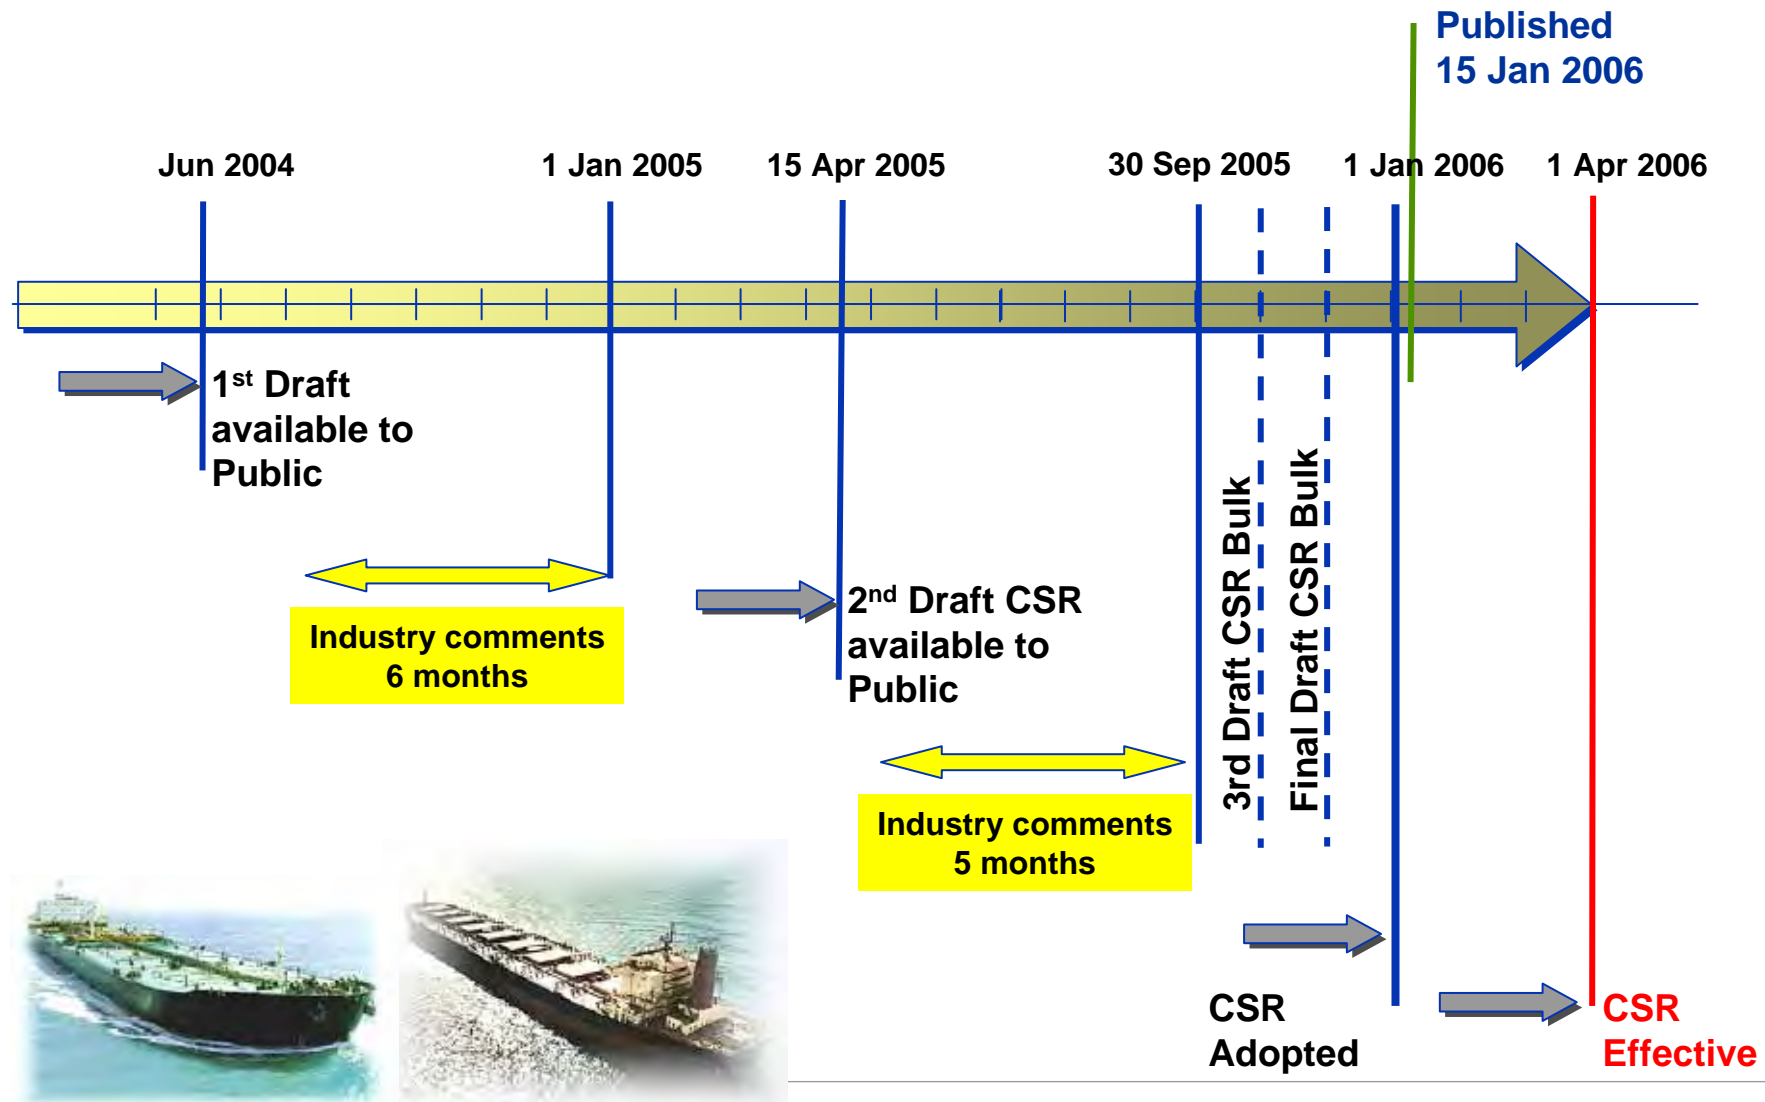 Published
15 Jan 2006
Jun 2004
1 Jan 2005
15 Apr 2005
30 Sep 2005
1 Jan 2006
1 Apr 2006
1st Draft
available to
Public
Industry comments
6 months
2nd Draft CSR
available to
Public
Industry comments
5 months
3rd Draft CSR Bulk
Final Draft CSR Bulk
CSR
Adopted
CSR
Effective